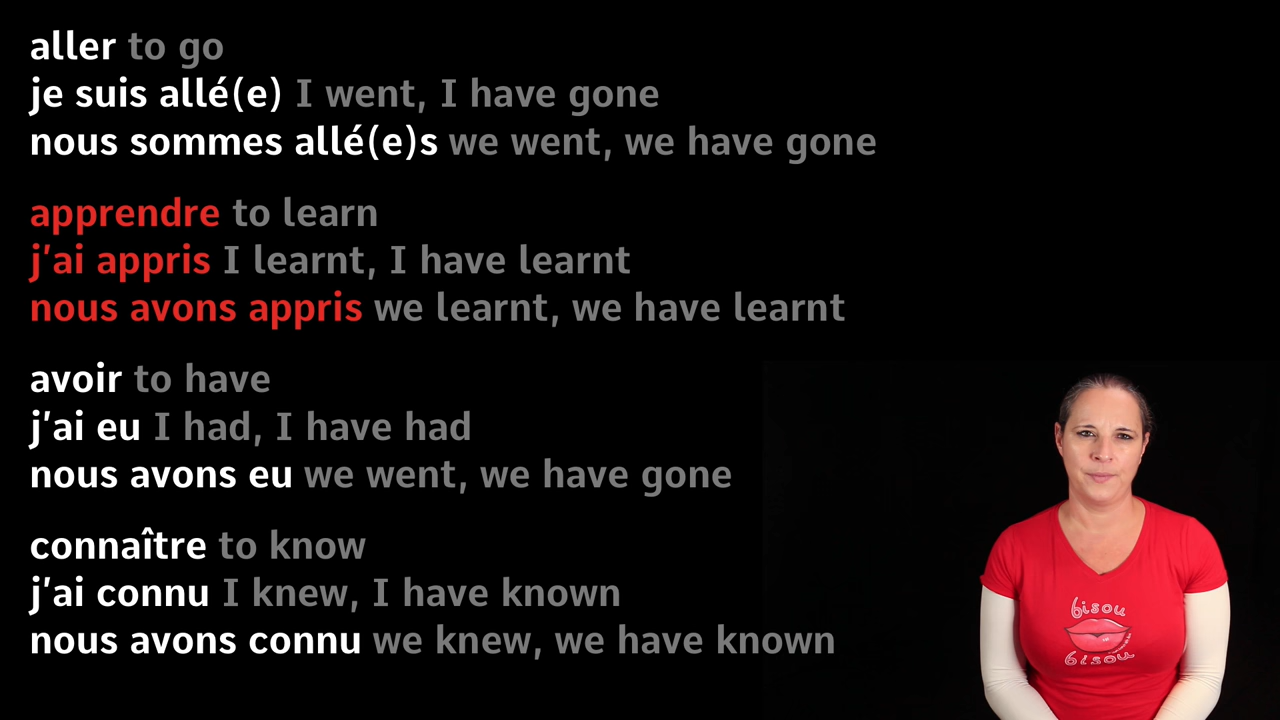 aller to go
je suis allé(e) I went, I have gone
nous sommes allé(e)s we went, we have gone
apprendre to learn
j'ai appris I learnt, I have learnt
nous avons appris we learnt, we have learnt
avoir to have
j'ai eu I had, I have had
nous avons eu we went, we have gone
connaître to know
j'ai connu I knew, I have known
nous avons connu we knew, we have known
bisou
bisou